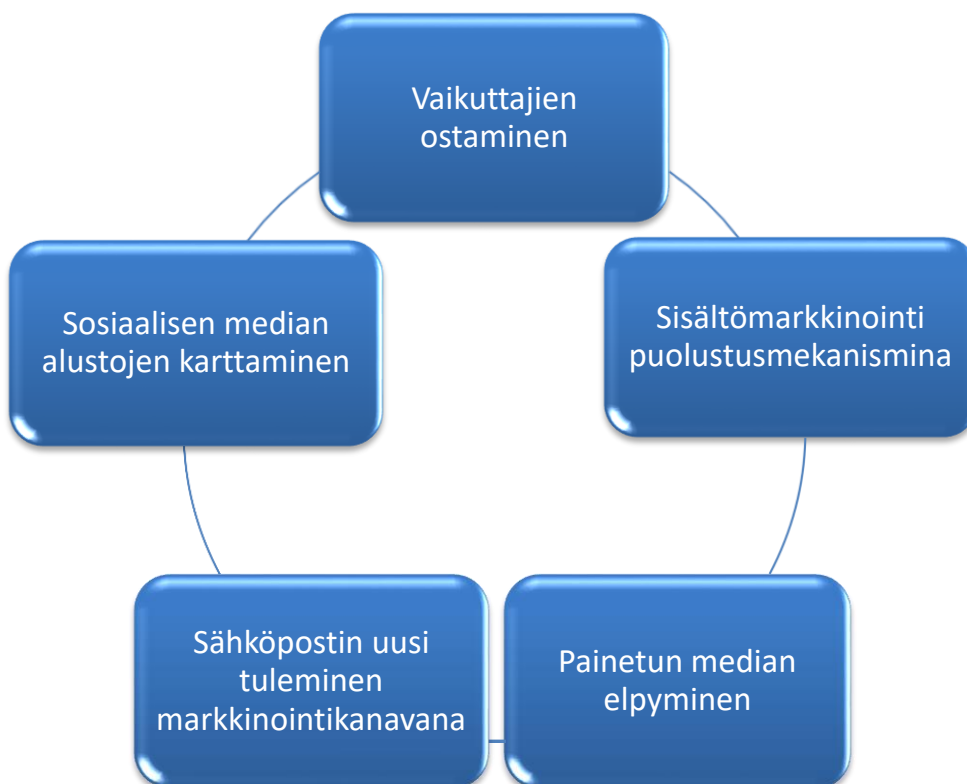 Vaikuttajien
ostaminen
Sisältömarkkinointi
puolustusmekanismina
Painetun median
elpyminen
Sähköpostin uusi
tuleminen
markkinointikanavana
Sosiaalisen median
alustojen karttaminen